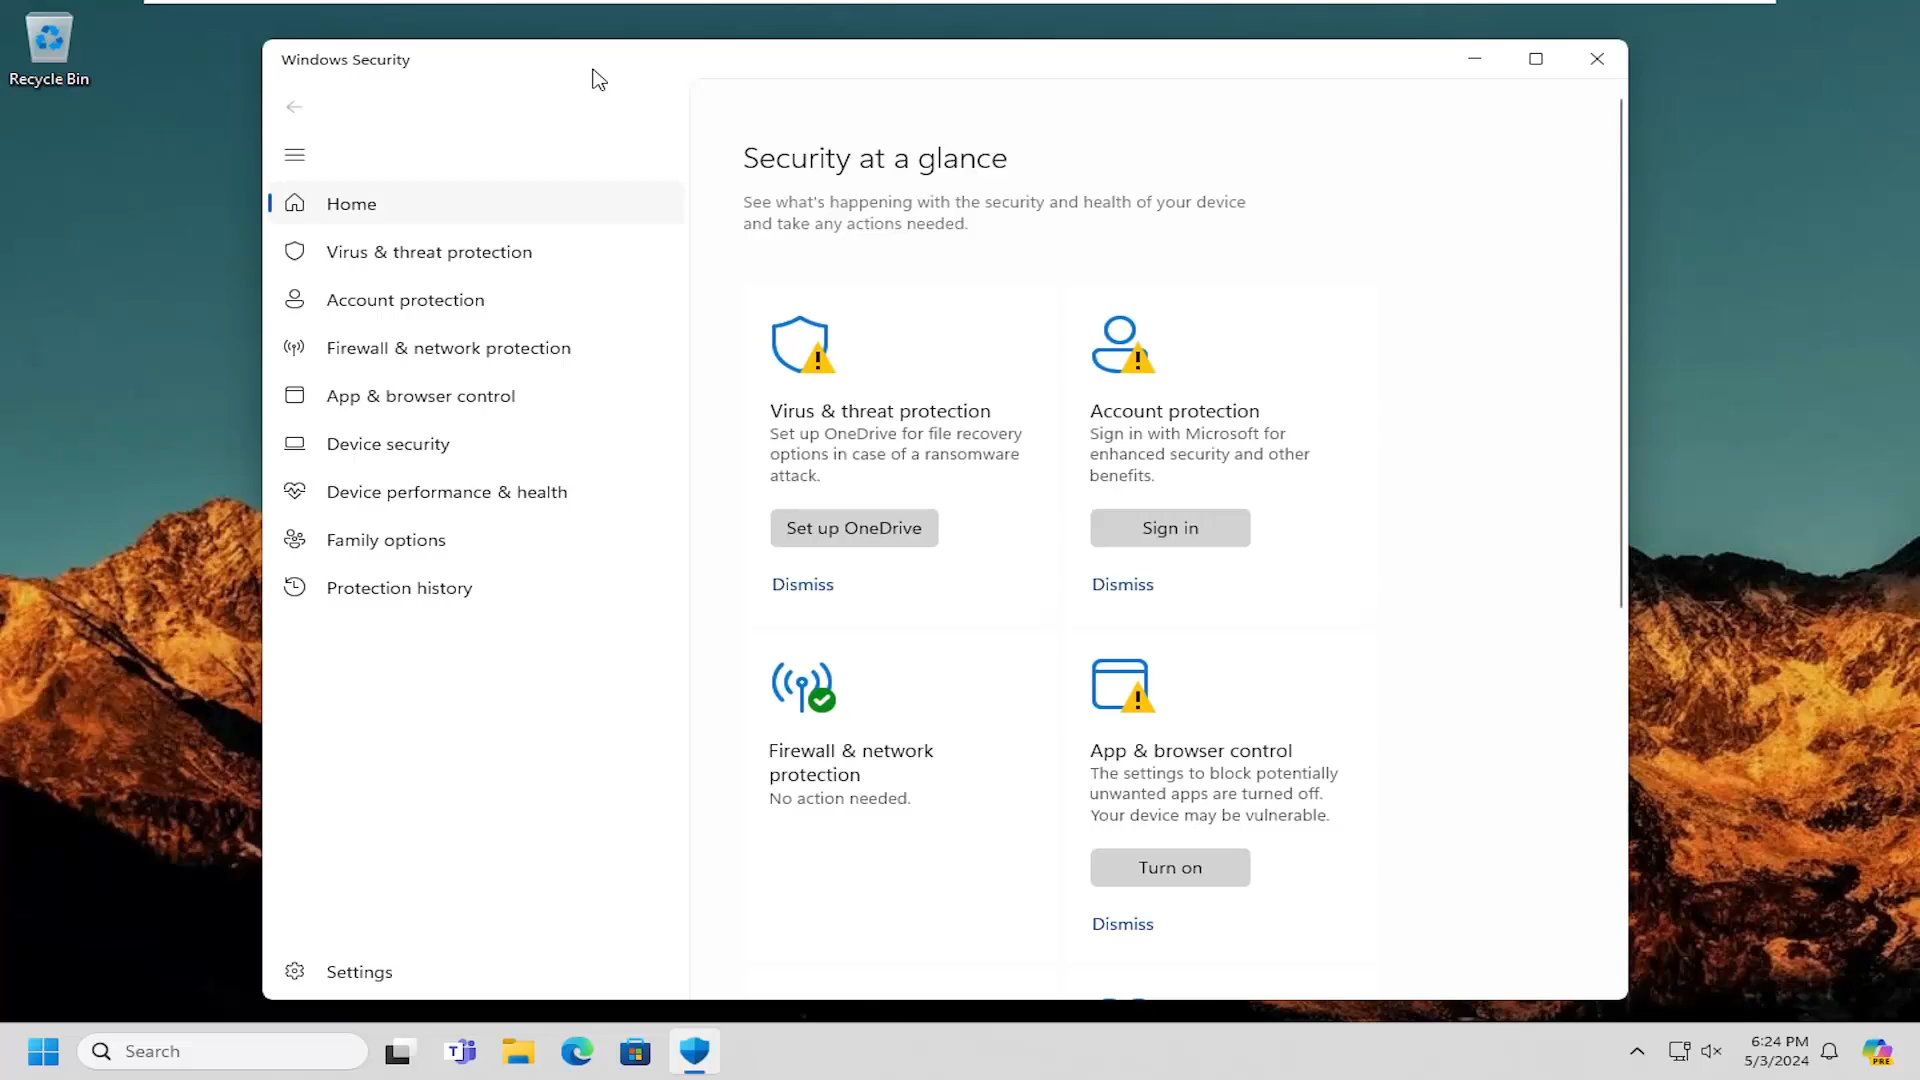 Recycle Bin
Windows Security
Home
Virus & threat protection
Account protection
Firewall & network protection
App & browser control
Device security
Device performance & health
Family options
Protection history
Settings
Security at a glance
See what's happening with the security and health of your device
and take any actions needed.
Virus & threat protection
Set up OneDrive for file recovery
options in case of a ransomware
attack.
Set up OneDrive
Dismiss
Account protection
Sign in with Microsoft for
enhanced security and other
benefits.
Sign in
Dismiss
Firewall & network
protection
No action needed.
App & browser control
The settings to block potentially
unwanted apps are turned off.
Your device may be vulnerable.
Turn on
Dismiss
Search
6:24 PM
5/3/2024
PRE